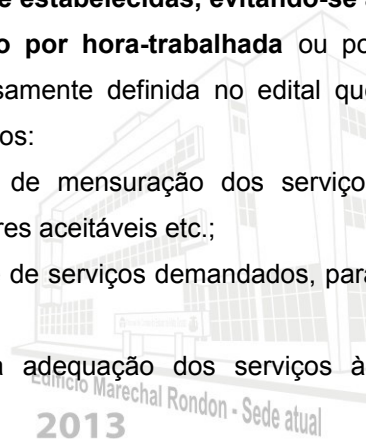 e estabelecidas, evitando-se a
o por hora-trabalhada ou po
samente definida no edital que
os:
de mensuração dos serviço
res aceitáveis etc.;
de serviços demandados, para
a adequação dos serviços à
Edifício Marechal Rondon - Sede atual
2013